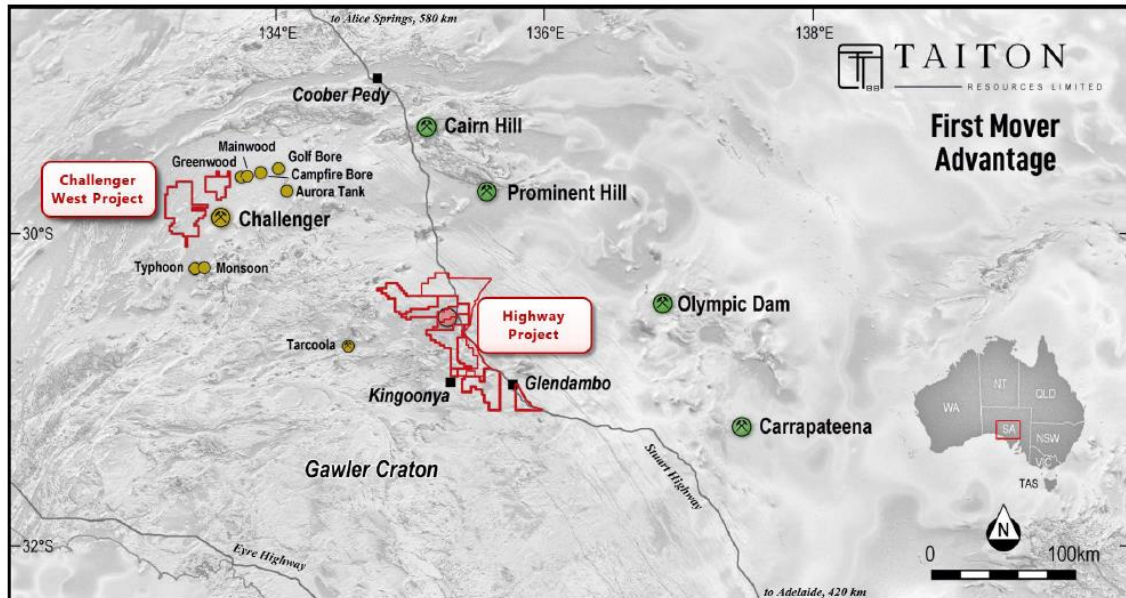 to Alice Springs, 580 km
134°E
136°E
138°E
TAITON
RESOURCES LIMITED
First Mover
Advantage
Coober Pedy
Cairn Hill
Mainwood
Greenwood
Golf Bore
Campfire Bore
Aurora Tank
Challenger
West Project
Prominent Hill
Challenger
30°S
Typhoon
Monsoon
Olympic Dam
Highway
Project
Tarcoola
Kingoonya
Glendambo
Carrapateena
Gawler Craton
Stuart Highway
WA
NT
QLD
SA
NSW
VIC
TAS
N
32°S
Eyre Highway
0
100km
to Adelaide, 420 km